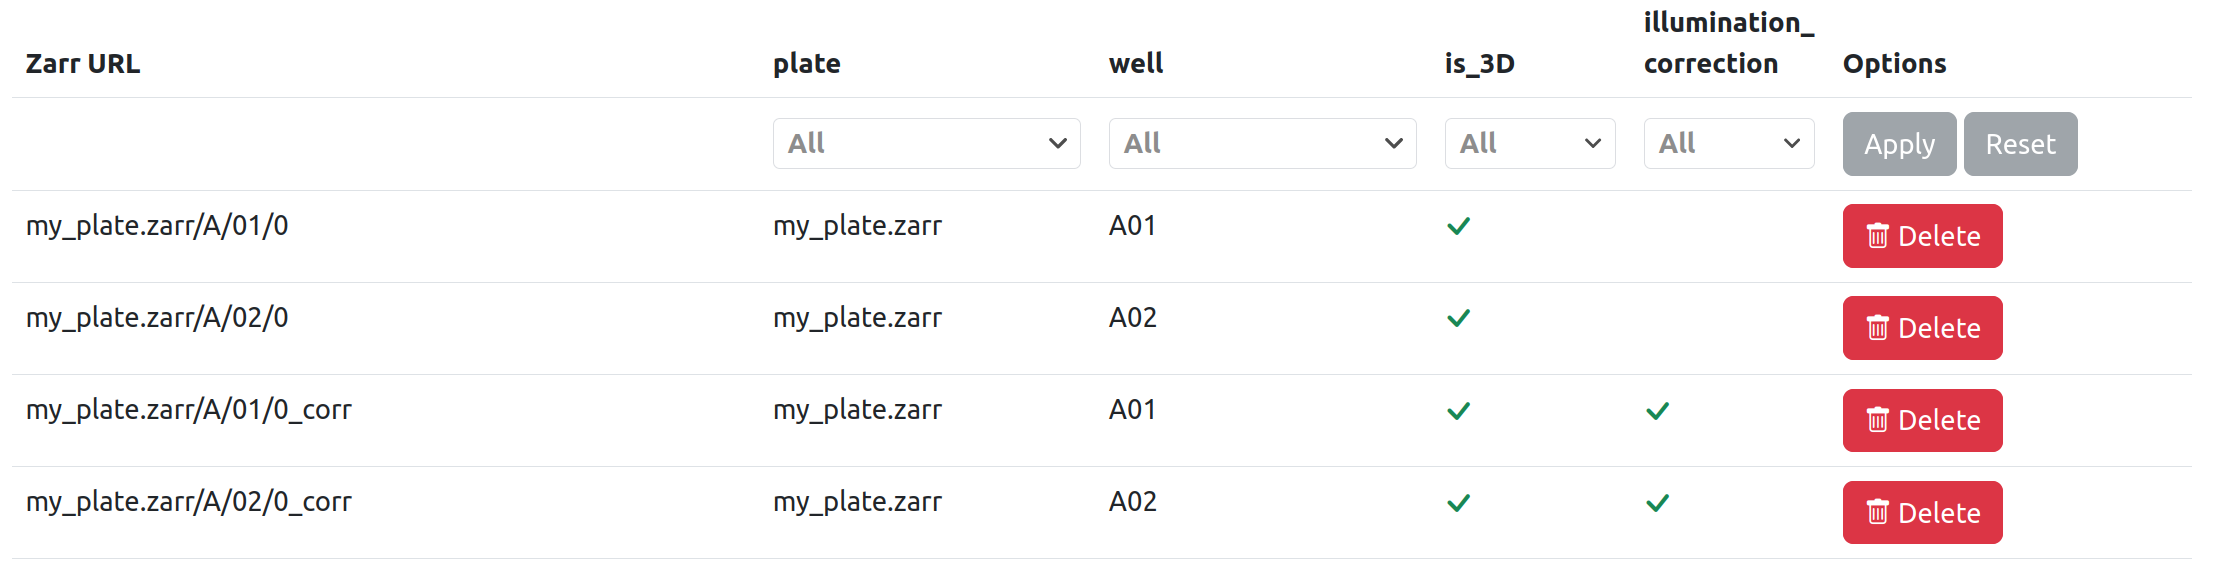 Zarr URL plate well is_3D illumination_ correction Options
All All All All Apply Reset
my_plate.zarr/A/01/0 my_plate.zarr A01 Delete
my_plate.zarr/A/02/0 my_plate.zarr A02 Delete
my_plate.zarr/A/01/0_corr my_plate.zarr A01 Delete
my_plate.zarr/A/02/0_corr my_plate.zarr A02 Delete